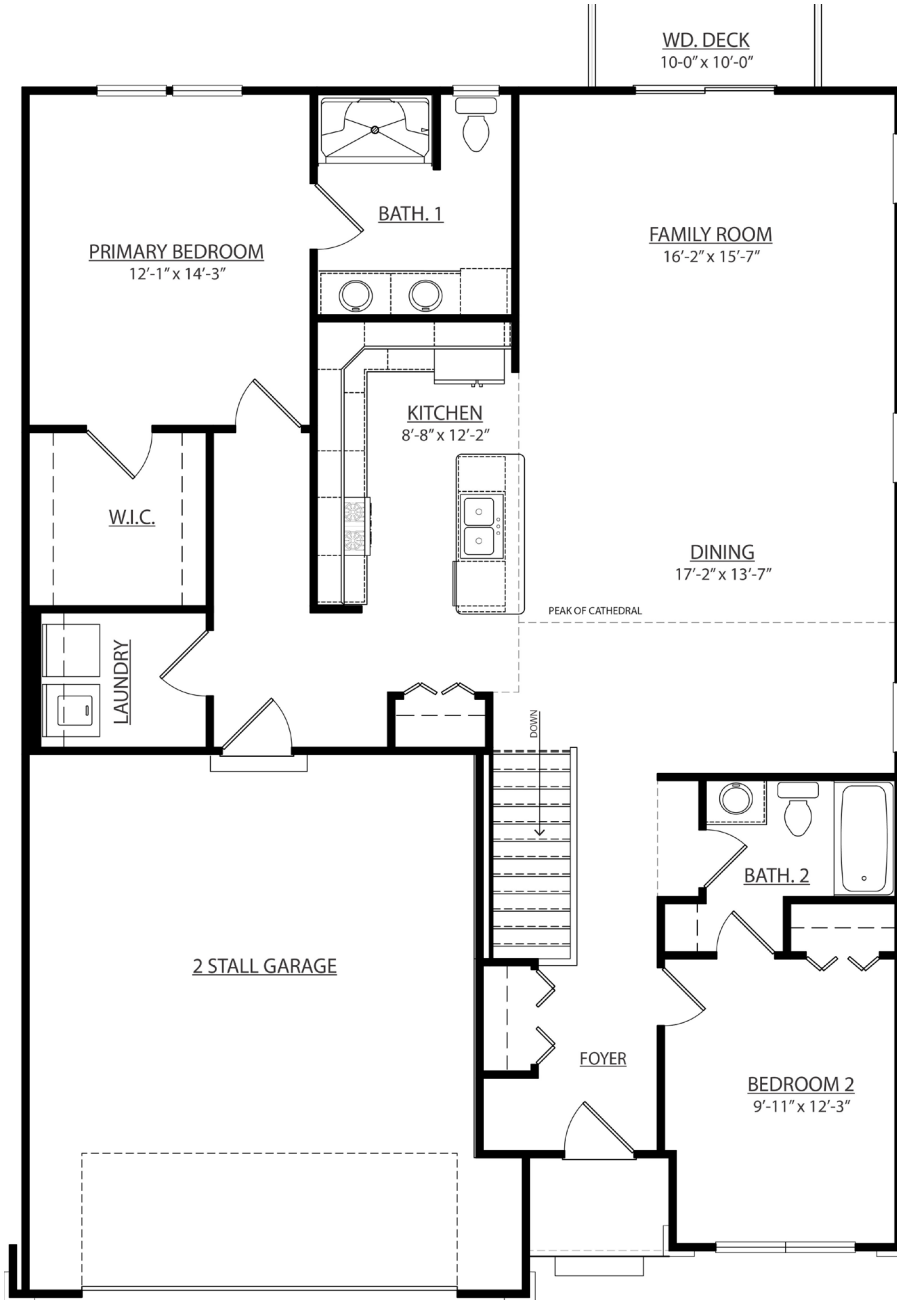 WD. DECK
10-0” x 10’-0”
BATH. 1
PRIMARY BEDROOM
12’-1” x 14’-3”
FAMILY ROOM
16’-2” x 15’-7”
KITCHEN
8’-8” x 12’-2”
W.I.C.
DINING
17’-2” x 13’-7”
PEAK OF CATHEDRAL
LAUNDRY
DOWN
BATH. 2
2 STALL GARAGE
FOYER
BEDROOM 2
9’-11” x 12’-3”